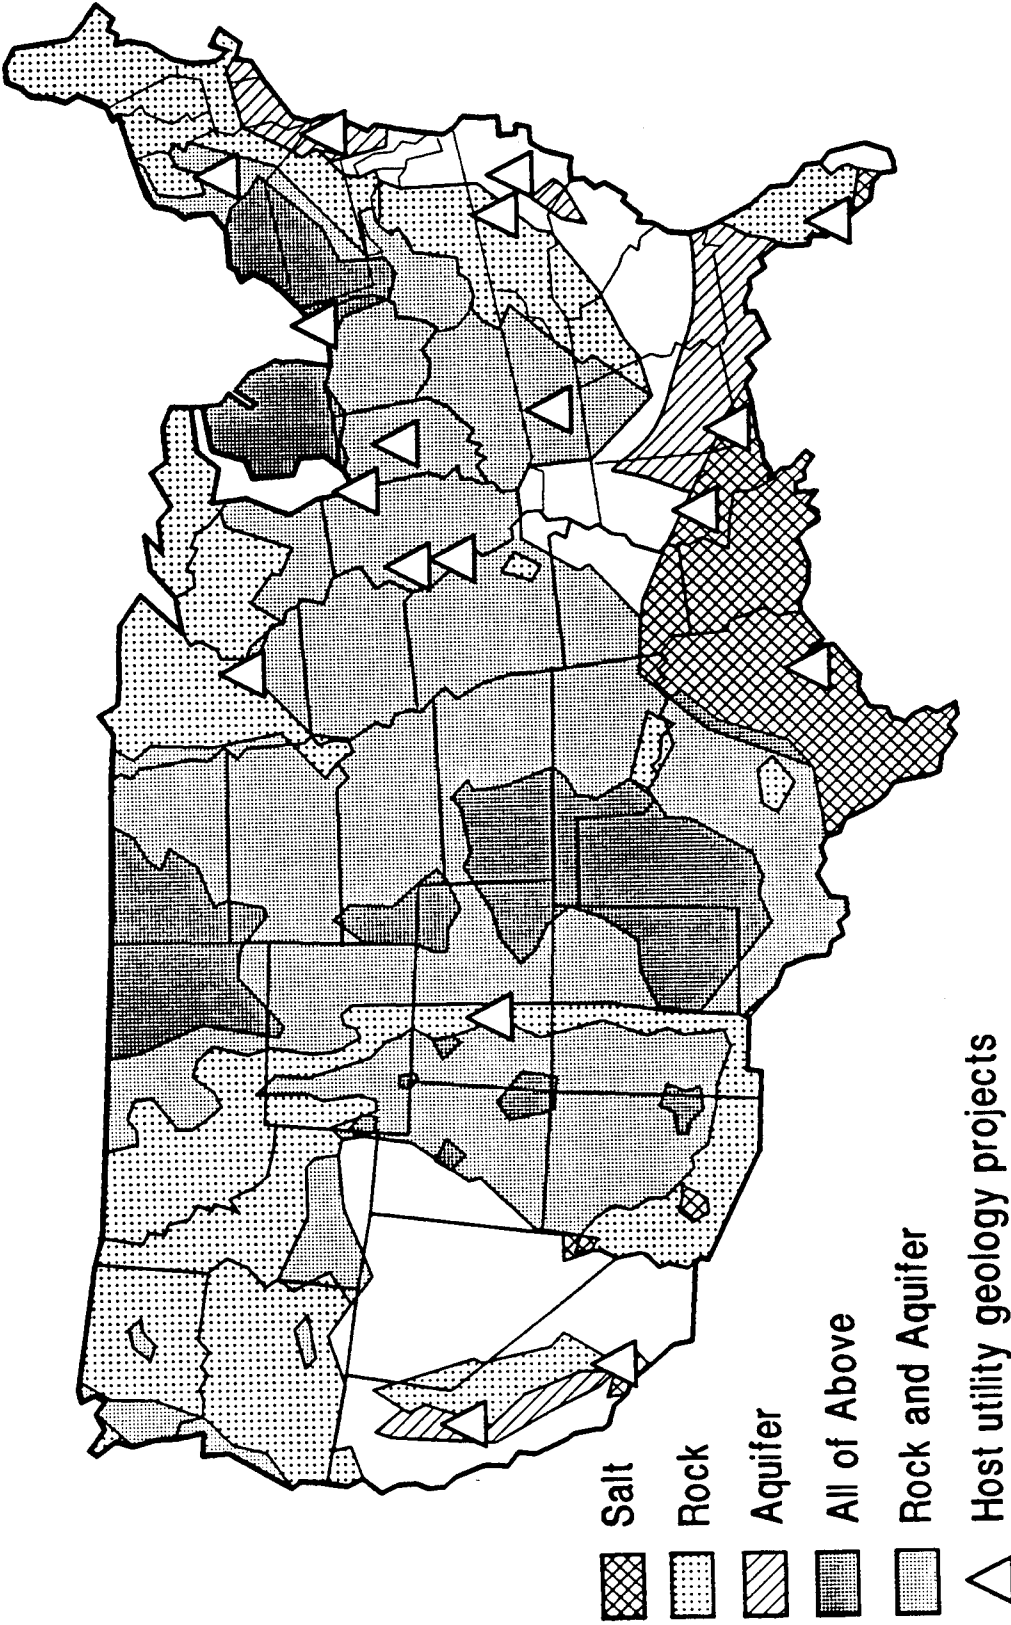 Salt
Rock
Aquifer
All of Above
Rock and Aquifer
Host utility geology projects